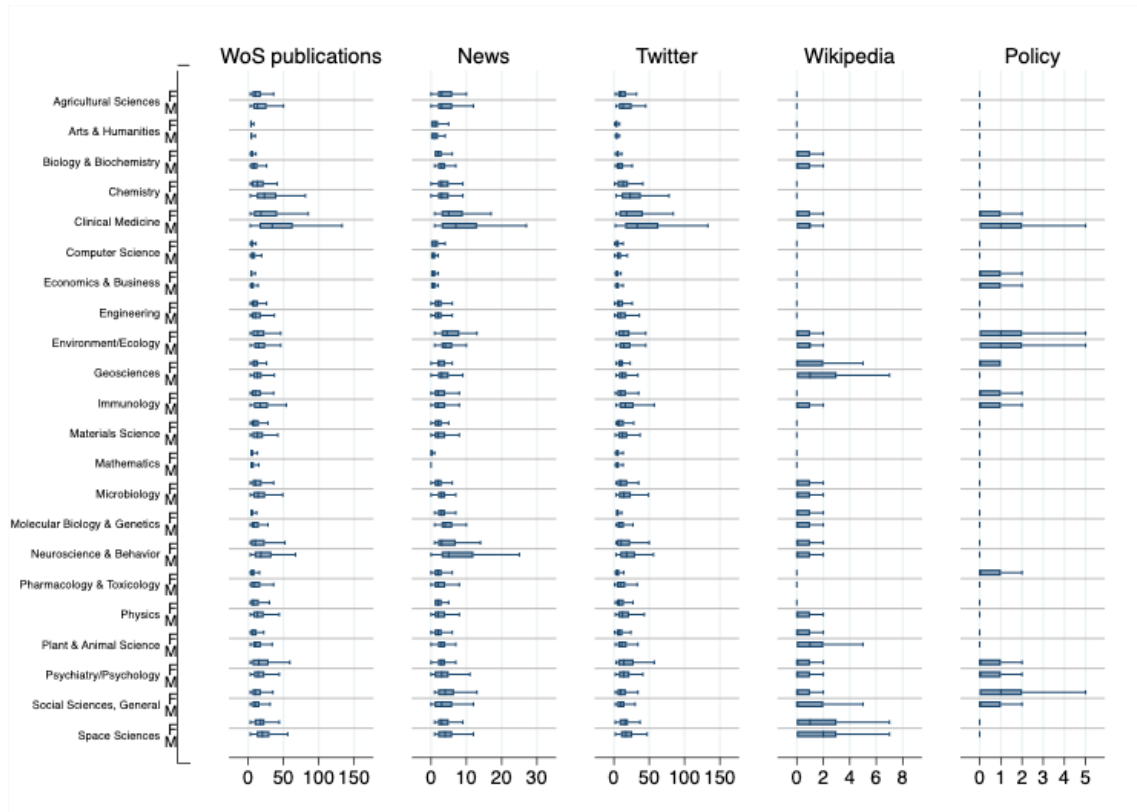 WoS publications News Twitter Wikipedia Policy
F
Agricultural Sciences
M
F
Arts & Humanities
M
F
Biology & Biochemistry
M
F
Chemistry
M
F
Clinical Medicine
M
F
Computer Science
M
F
Economics & Business
M
F
Engineering
M
F
Environment/Ecology
M
F
Geosciences
M
F
Immunology
M
F
Materials Science
M
F
Mathematics
M
F
Microbiology
M
F
Molecular Biology & Genetics
M
F
Neuroscience & Behavior
M
F
Pharmacology & Toxicology
M
F
Physics
M
F
Plant & Animal Science
M
F
Psychiatry/Psychology
M
F
Social Sciences, General
M
F
Space Sciences
M
0 50 100 150 0 10 20 30 0 50 100 150 0 2 4 6 8 0 1 2 3 4 5